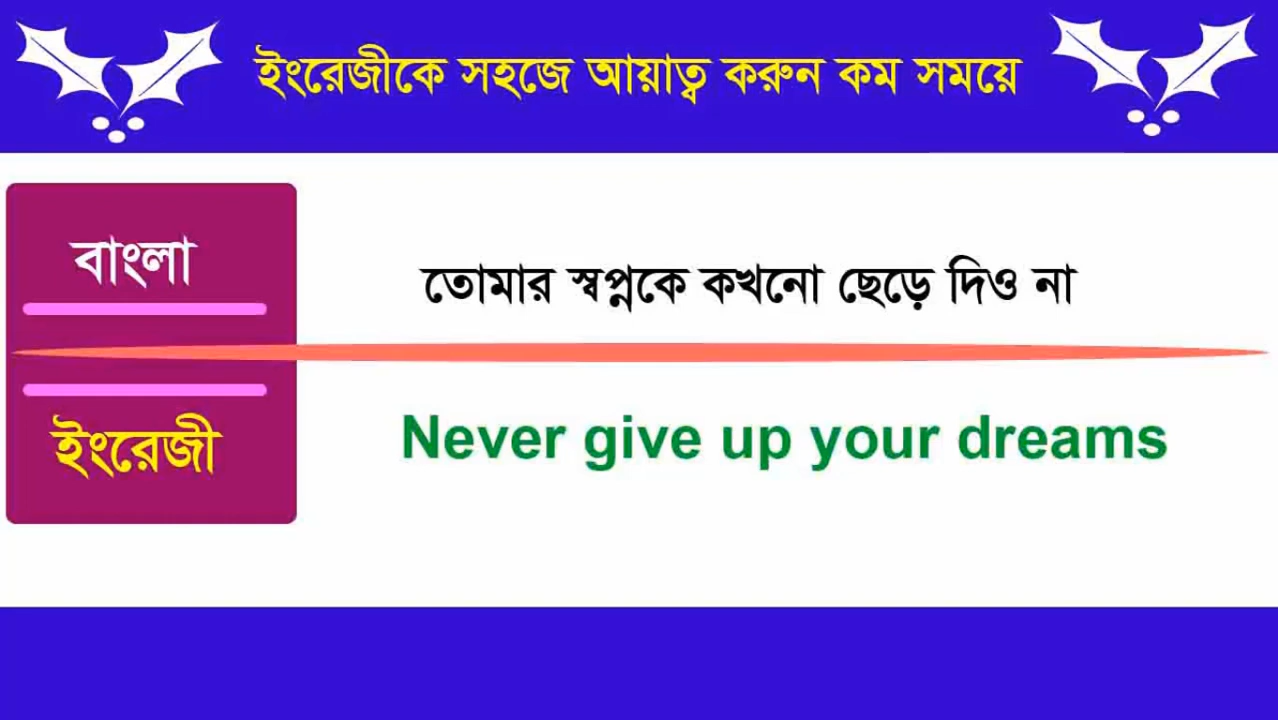 ইংরেজীকে সহজে আয়াত্ব করুন কম সময়ে
বাংলা
তোমার স্বপ্নকে কখনো ছেড়ে দিও না
ইংরেজী
Never give up your dreams